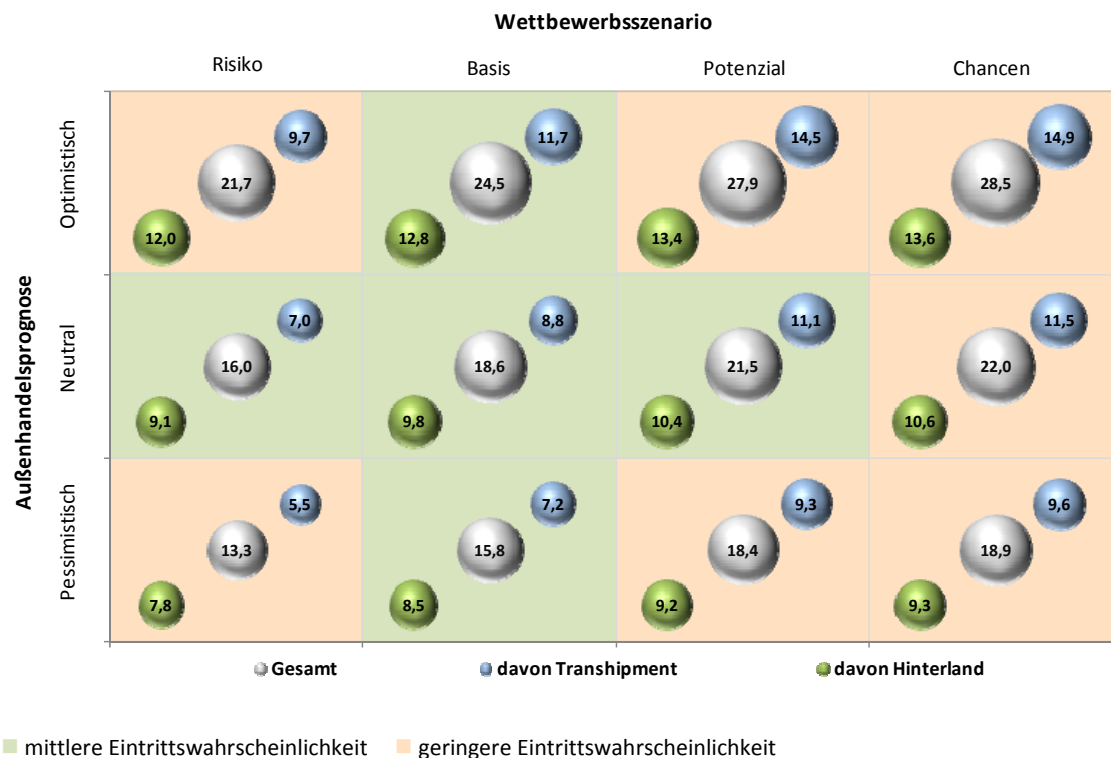 Wettbewerbsszenario
Risiko Basis Potenzial Chancen
Außenhandelsprognose
Optimistisch
9,7 11,7 14,5 14,9
21,7 24,5 27,9 28,5
12,0 12,8 13,4 13,6
Neutral
7,0 8,8 11,1 11,5
16,0 18,6 21,5 22,0
9,1 9,8 10,4 10,6
Pessimistisch
5,5 7,2 9,3 9,6
13,3 15,8 18,4 18,9
7,8 8,5 9,2 9,3
Gesamt davon Transhipment davon Hinterland
mittlere Eintrittswahrscheinlichkeit geringere Eintrittswahrscheinlichkeit